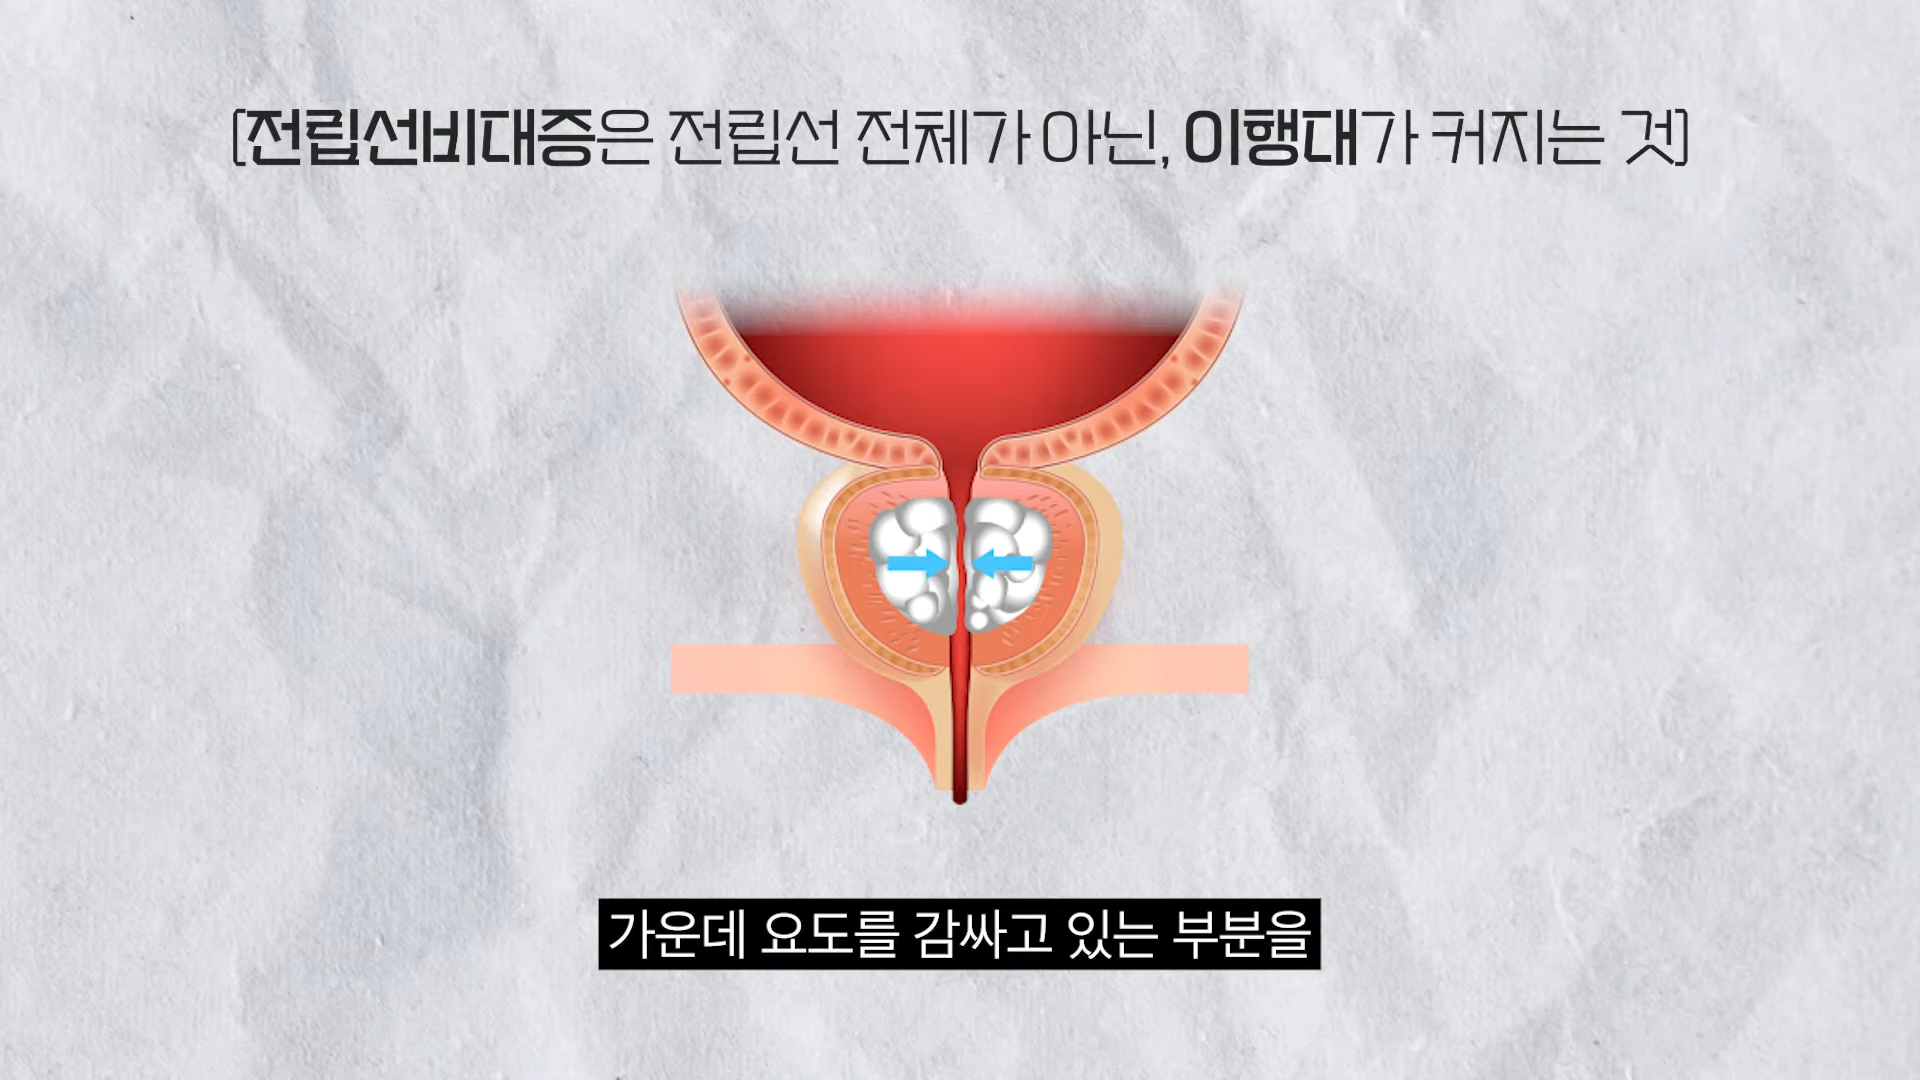 [전립선비대증은 전립선 전체가 아닌, 이행대가 커지는 것]
가운데 요도를 감싸고 있는 부분을